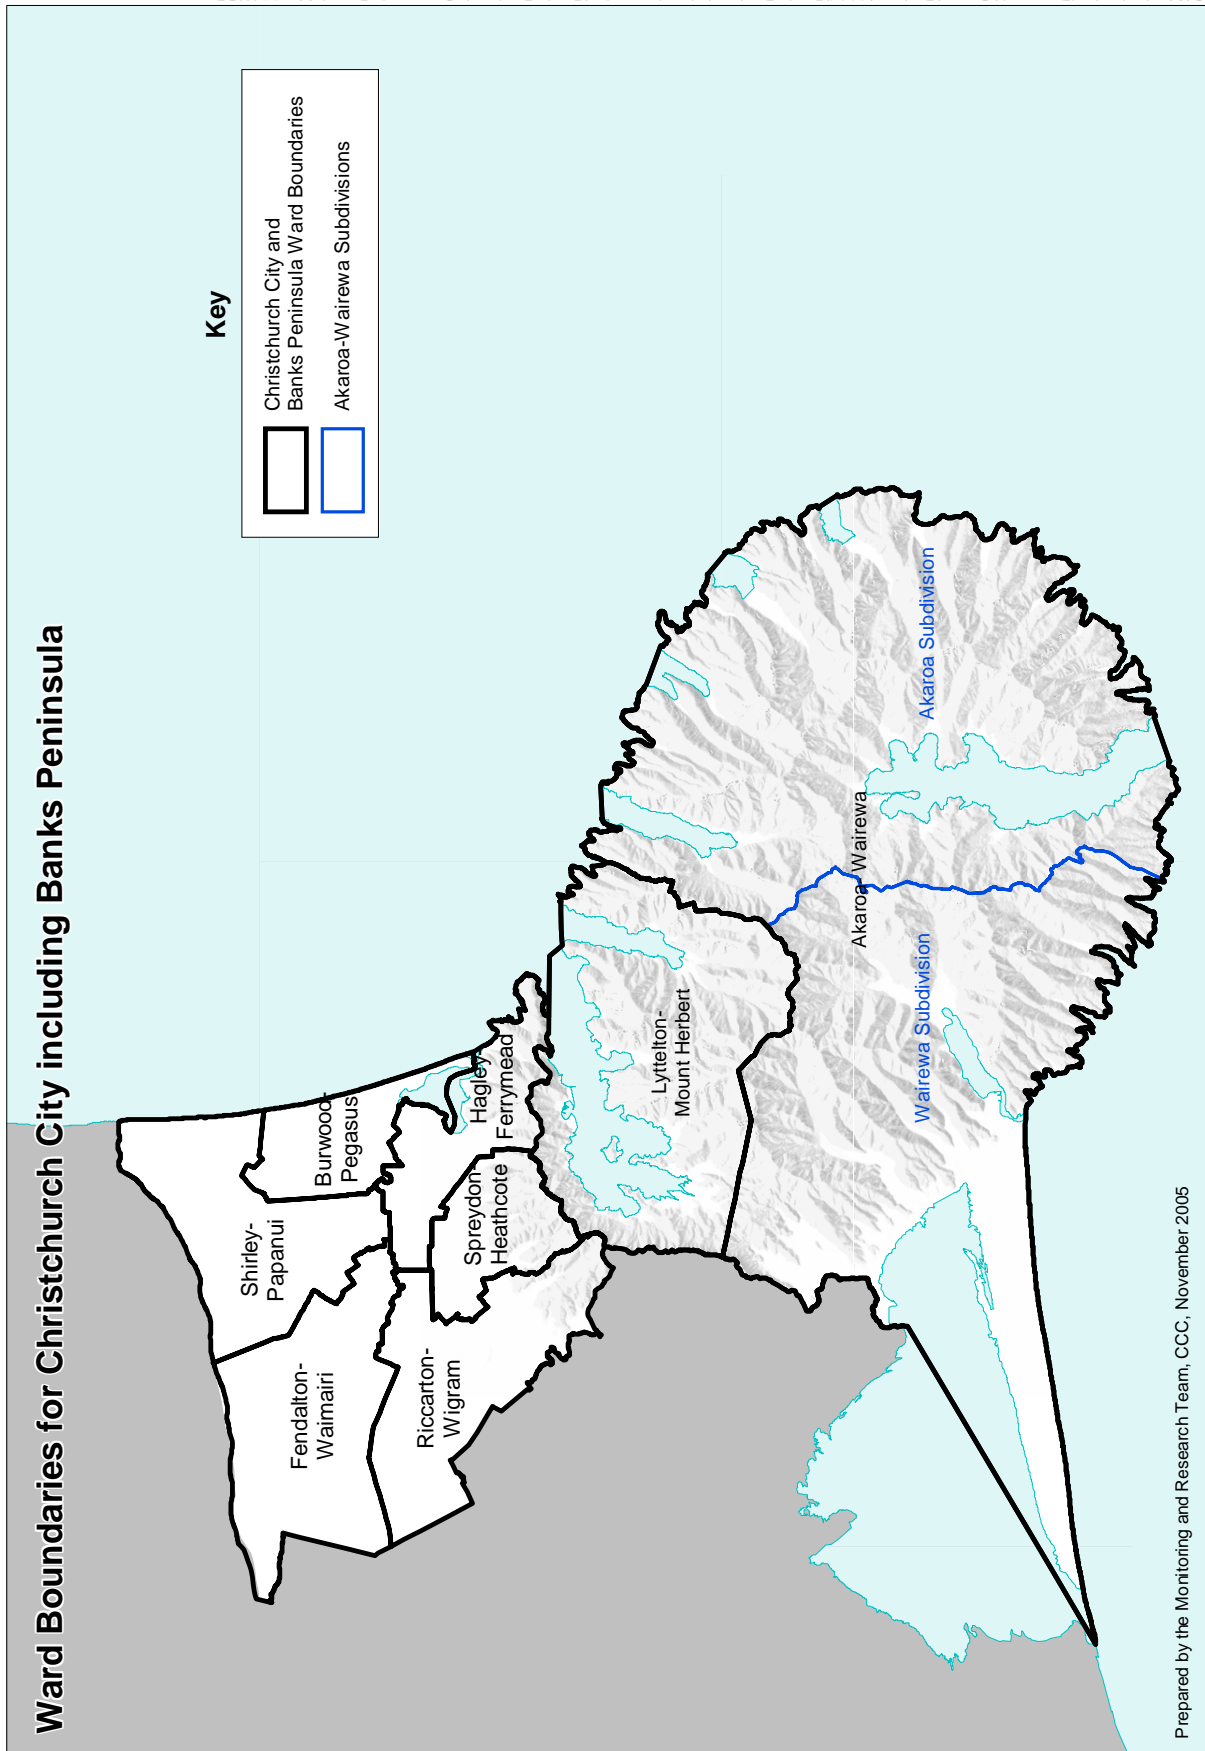 Ward Boundaries for Christchurch City including Banks Peninsula
Key
Christchurch City and
Banks Peninsula Ward Boundaries
Akaroa-Wairewa Subdivisions
Shirley-
Papanui
Burwood-
Pegasus
Fendalton-
Waimairi
Riccarton-
Wigram
Spreydon-
Heathcote
Hagley-
Ferrymead
Lyttelton-
Mount Herbert
Akaroa- Wairewa
Wairewa Subdivision
Akaroa Subdivision
Prepared by the Monitoring and Research Team, CCC, November 2005